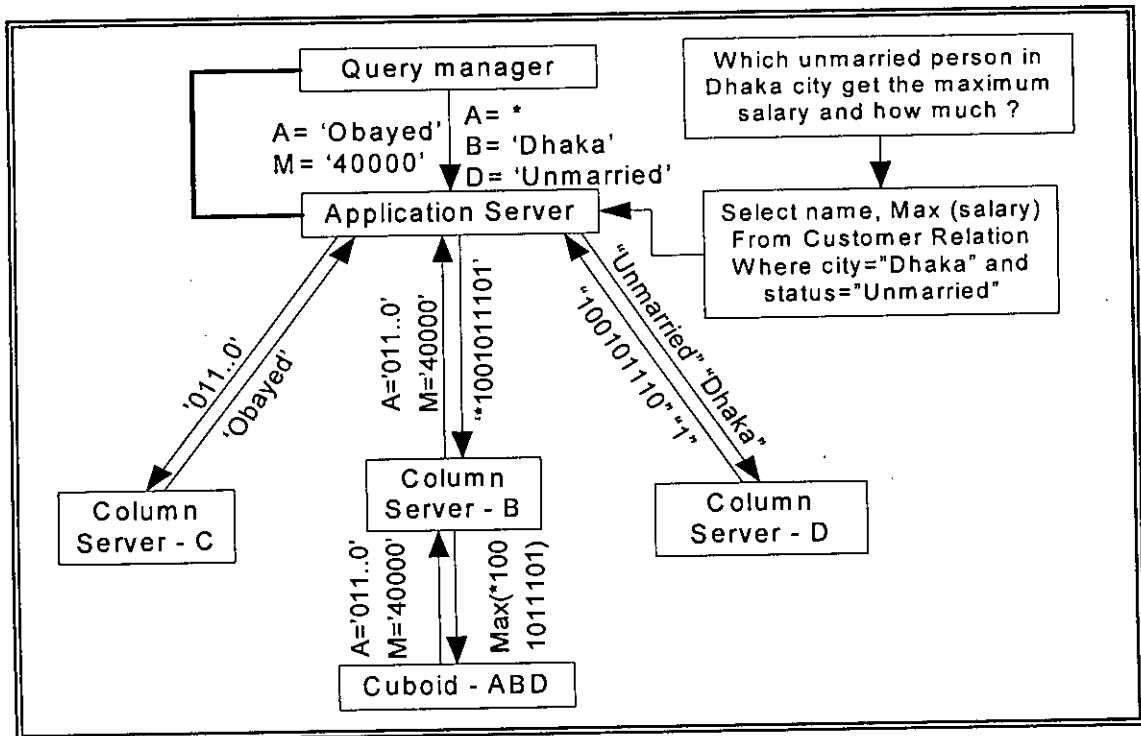 Query manager
Which unmarried person in
Dhaka city get the maximum
salary and how much ?
A= 'Obayed'
M= '40000'
A= *
B= 'Dhaka'
D= 'Unmarried'
Application Server
Select name, Max (salary)
From Customer Relation
Where city="Dhaka" and
status="Unmarried"
'011..0'
'Obayed'
A='011..0'
M='40000'
'*1001011101'
"Unmarried" "Dhaka"
"100101110" "1"
Column
Server - C
Column
Server - B
Column
Server - D
A='011..0'
M='40000'
Max(*100
1011101)
Cuboid - ABD